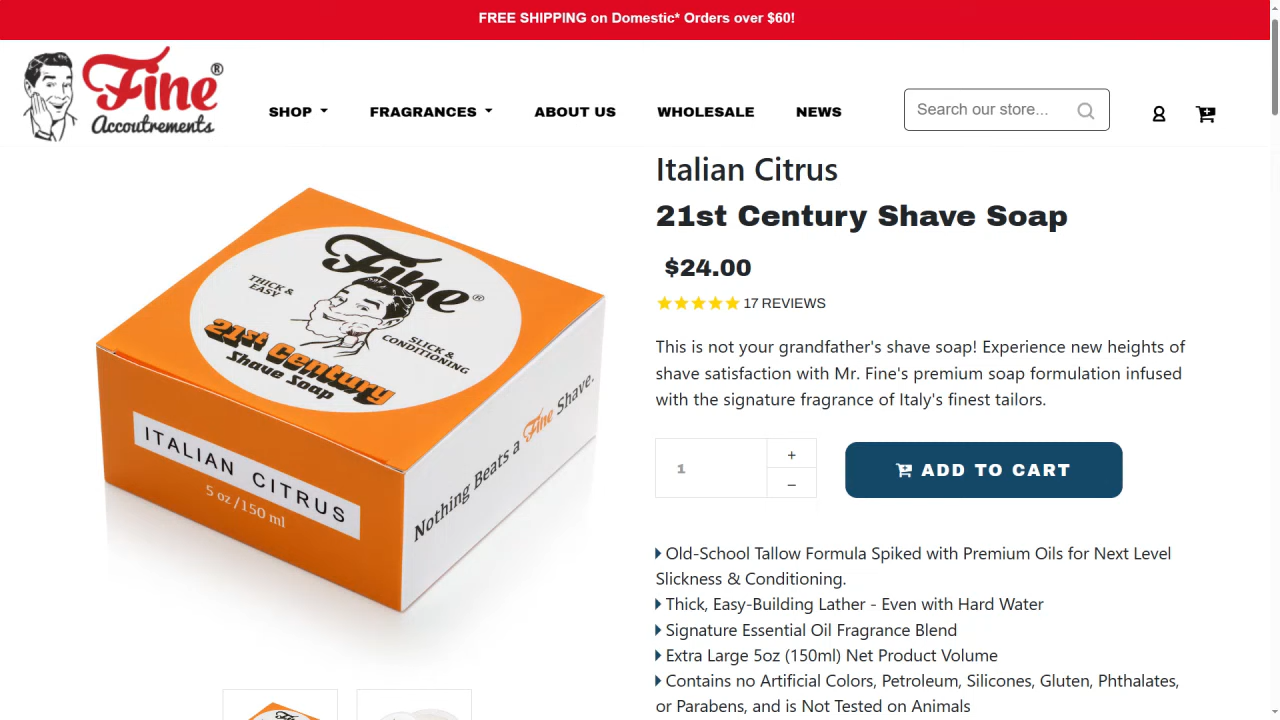 FREE SHIPPING on Domestic* Orders over $60!
Fine®
Accoutrements
SHOP
FRAGRANCES
ABOUT US
WHOLESALE
NEWS
Search our store...
Italian Citrus
21st Century Shave Soap
$24.00
17 REVIEWS
This is not your grandfather's shave soap! Experience new heights of
shave satisfaction with Mr. Fine's premium soap formulation infused
with the signature fragrance of Italy's finest tailors.
1
+
−
ADD TO CART
Old-School Tallow Formula Spiked with Premium Oils for Next Level
Slickness & Conditioning.
Thick, Easy-Building Lather - Even with Hard Water
Signature Essential Oil Fragrance Blend
Extra Large 5oz (150ml) Net Product Volume
Contains no Artificial Colors, Petroleum, Silicones, Gluten, Phthalates,
or Parabens, and is Not Tested on Animals
Fine®
THICK &
EASY
SLICK &
CONDITIONING
21st Century
Shave Soap
ITALIAN CITRUS
5 oz /150 ml
Nothing Beats a Fine Shave.